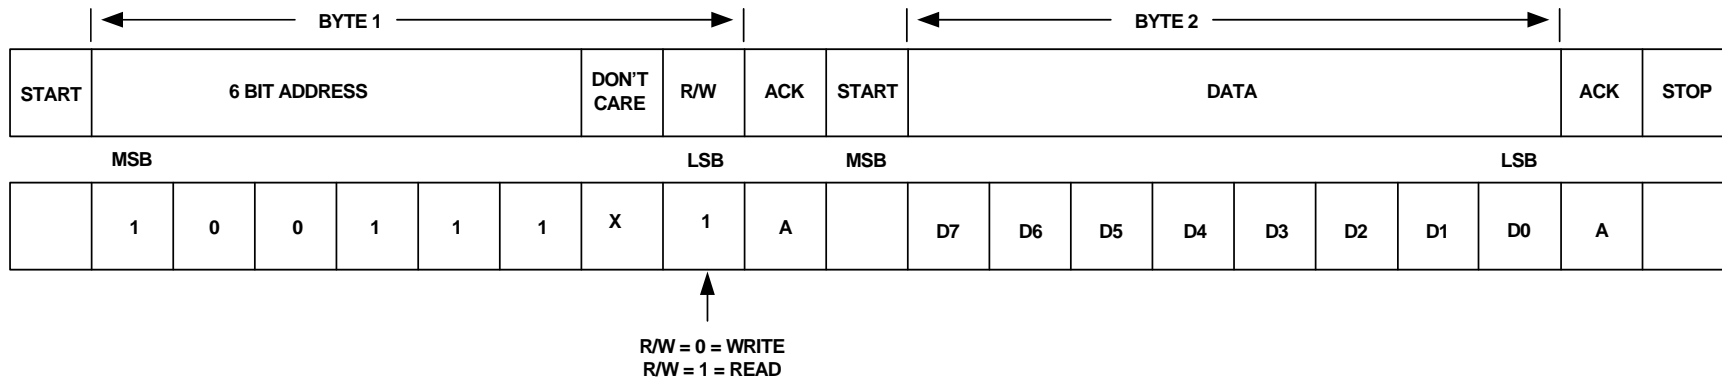 BYTE 1 BYTE 2
START 6 BIT ADDRESS DON'T CARE R/W ACK START DATA ACK STOP
MSB LSB MSB LSB
1 0 0 1 1 1 X 1 A D7 D6 D5 D4 D3 D2 D1 D0 A
R/W = 0 = WRITE
R/W = 1 = READ